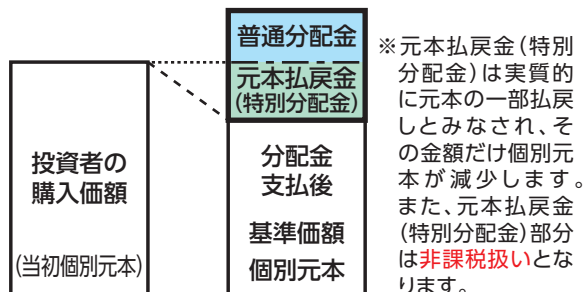 普通分配金
元本払戻金
(特別分配金)
投資者の
購入価額
(当初個別元本)
分配金
支払後
基準価額
個別元本
※元本払戻金(特別
分配金)は実質的
に元本の一部払戻
しとみなされ、そ
の金額だけ個別元
本が減少します。
また、元本払戻金
(特別分配金)部分
は非課税扱いとな
ります。